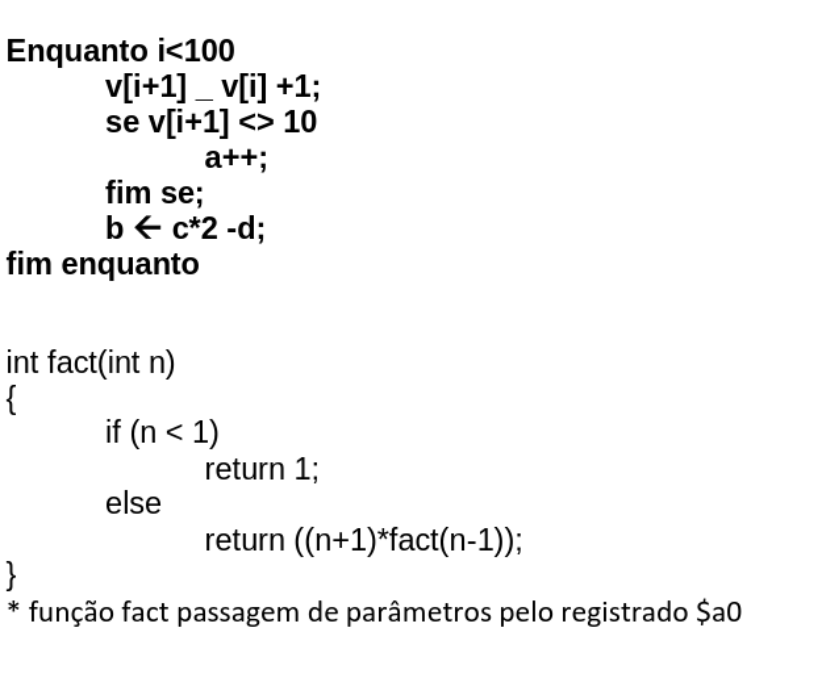 Enquanto i<100
v[i+1] _ v[i] +1;
se v[i+1] <> 10
a++;
fim se;
b ← c*2 -d;
fim enquanto
int fact(int n)
{
if (n < 1)
return 1;
else
return ((n+1)*fact(n-1));
}
* função fact passagem de parâmetros pelo registrado $a0